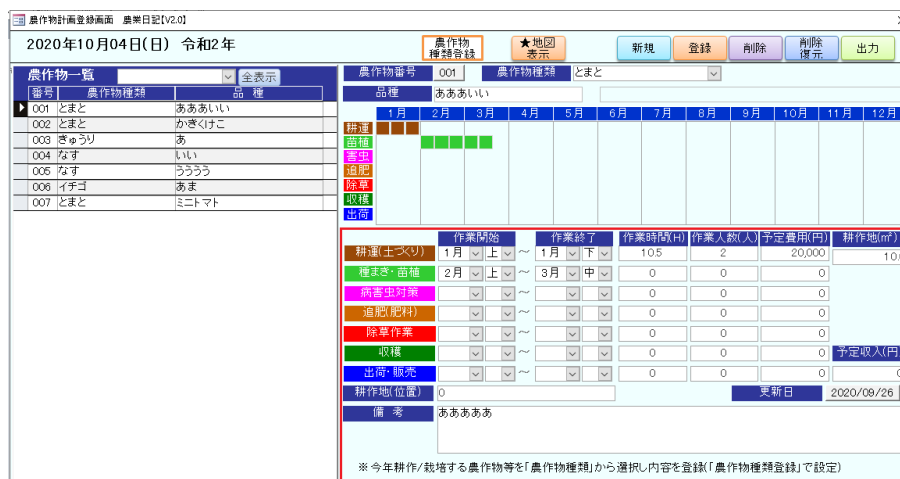 農作物計画登録画面 農業日記【V2.0】
2020年10月04日(日) 令和2年
農作物種類登録 ★地図表示 新規 登録 削除 削除復元 出力
農作物一覧 全表示
番号 農作物種類 品 種
001 とまと あああいい
002 とまと かきくけこ
003 きゅうり あ
004 なす いい
005 なす うううう
006 イチゴ あま
007 とまと ミニトマト
農作物番号 001 農作物種類 とまと
品種 あああいい
1月 2月 3月 4月 5月 6月 7月 8月 9月 10月 11月 12月
耕運
苗植
害虫
追肥
除草
収穫
出荷
作業開始 作業終了 作業時間(H) 作業人数(人) 予定費用(円) 耕作地(㎡)
耕運(土づくり) 1月 上 ～ 1月 下 10.5 2 20,000 10.
種まき・苗植 2月 上 ～ 3月 中 0 0 0
病害虫対策 ～ 0 0 0
追肥(肥料) ～ 0 0 0
除草作業 ～ 0 0 0
収穫 ～ 0 0 0 予定収入(円
出荷・販売 ～ 0 0 0
耕作地(位置) 0 更新日 2020/09/26
備 考 あああああ
※今年耕作/栽培する農作物等を「農作物種類」から選択し内容を登録(「農作物種類登録」で設定)